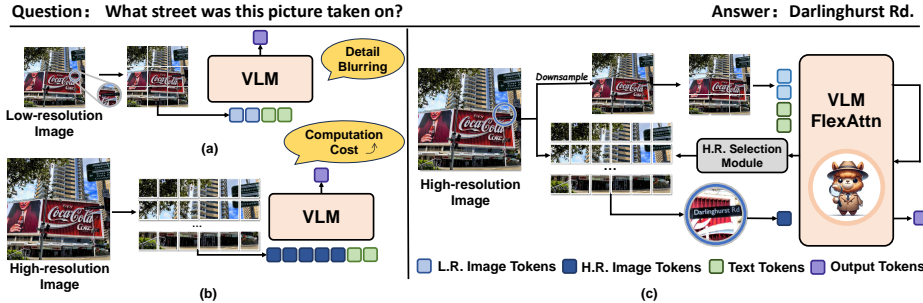 Question: What street was this picture taken on?
Answer: Darlinghurst Rd.
Low-resolution
Image
VLM
Detail
Blurring
(a)
High-resolution
Image
...
VLM
Computation
Cost
(b)
High-resolution
Image
Downsample
...
H.R. Selection
Module
Darlinghurst Rd
VLM
FlexAttn
Coca-Cola
L.R. Image Tokens
H.R. Image Tokens
Text Tokens
Output Tokens
(c)